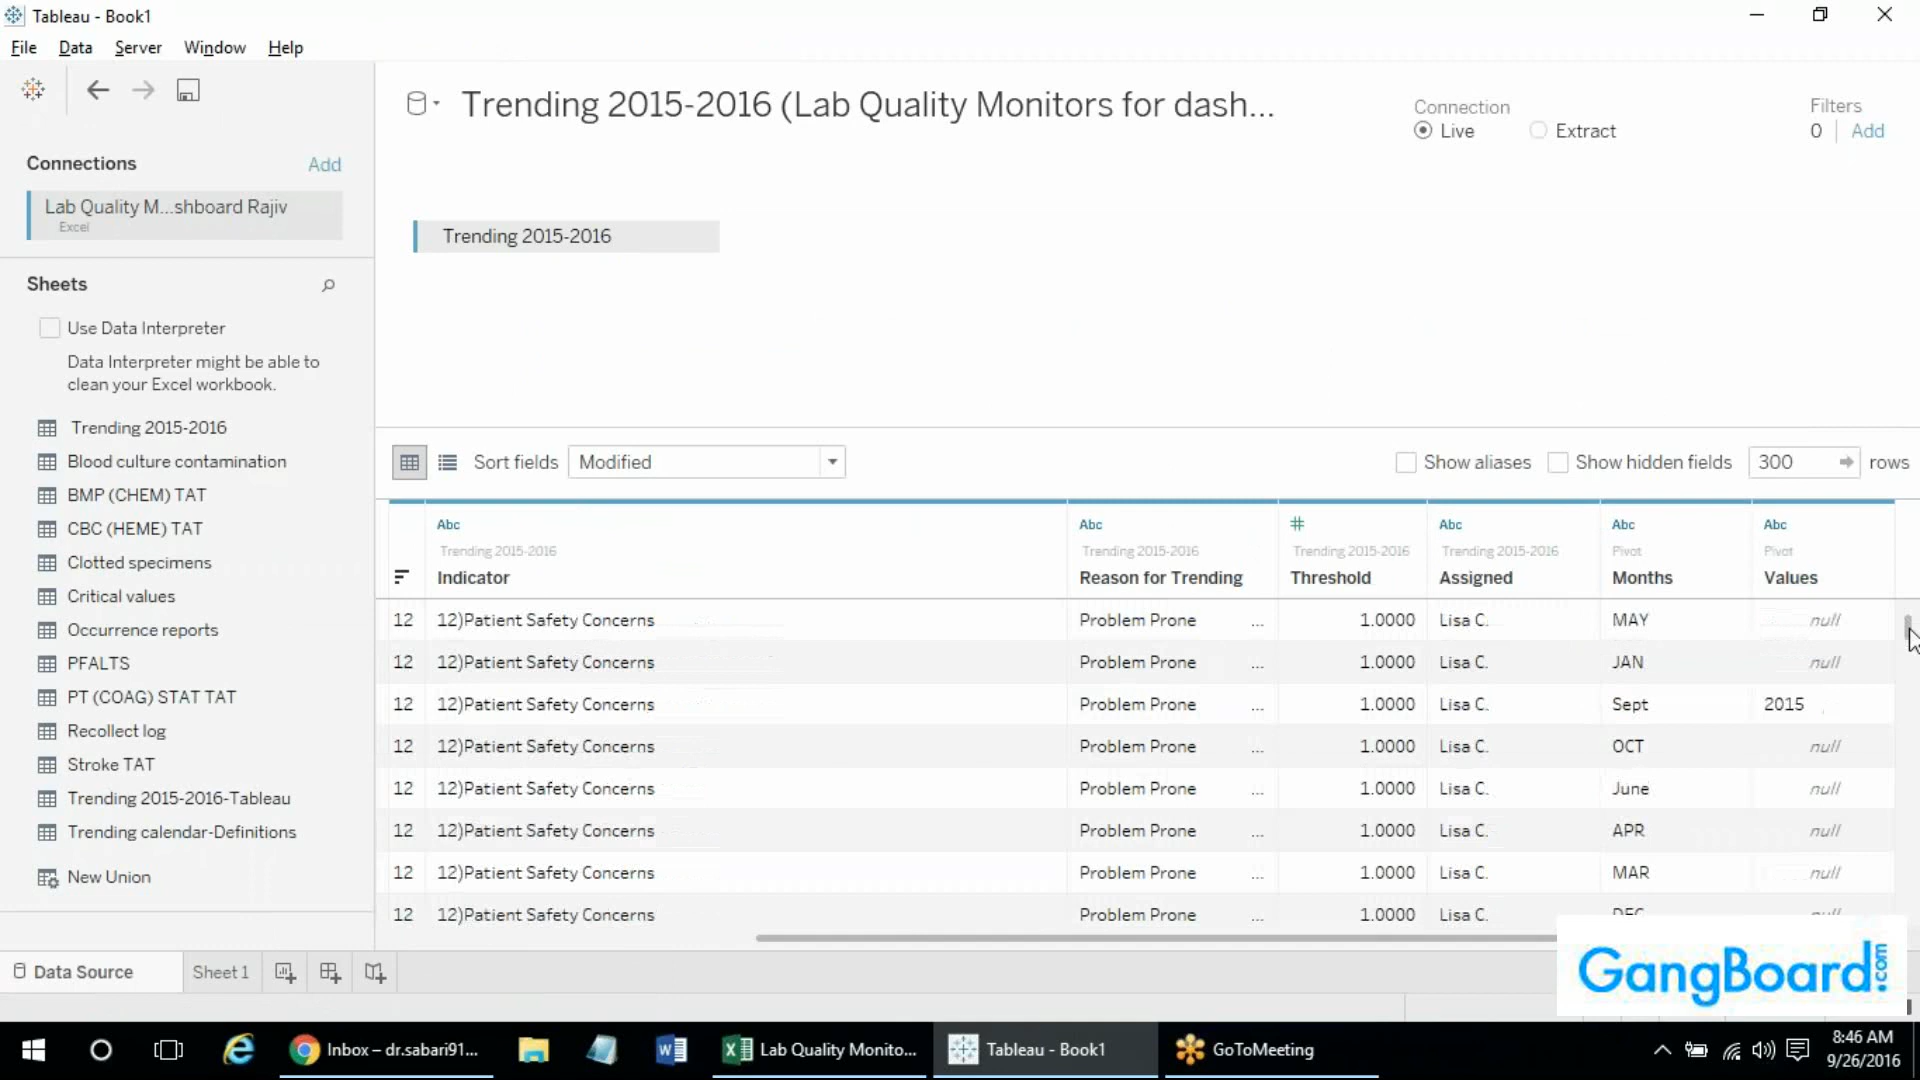 Tableau - Book1
File Data Server Window Help
Trending 2015-2016 (Lab Quality Monitors for dash...
Connection
Live Extract
Filters
0 Add
Connections Add
Lab Quality M...shboard Rajiv
Excel
Trending 2015-2016
Sheets
Use Data Interpreter
Data Interpreter might be able to
clean your Excel workbook.
Trending 2015-2016
Blood culture contamination
BMP (CHEM) TAT
CBC (HEME) TAT
Clotted specimens
Critical values
Occurrence reports
PFALTS
PT (COAG) STAT TAT
Recollect log
Stroke TAT
Trending 2015-2016-Tableau
Trending calendar-Definitions
New Union
Sort fields Modified Show aliases Show hidden fields 300 rows
Abc Abc # Abc Abc Abc
Trending 2015-2016 Trending 2015-2016 Trending 2015-2016 Trending 2015-2016 Pivot Pivot
Indicator Reason for Trending Threshold Assigned Months Values
12 12)Patient Safety Concerns Problem Prone ... 1.0000 Lisa C. MAY null
12 12)Patient Safety Concerns Problem Prone ... 1.0000 Lisa C. JAN null
12 12)Patient Safety Concerns Problem Prone ... 1.0000 Lisa C. Sept 2015
12 12)Patient Safety Concerns Problem Prone ... 1.0000 Lisa C. OCT null
12 12)Patient Safety Concerns Problem Prone ... 1.0000 Lisa C. June null
12 12)Patient Safety Concerns Problem Prone ... 1.0000 Lisa C. APR null
12 12)Patient Safety Concerns Problem Prone ... 1.0000 Lisa C. MAR null
12 12)Patient Safety Concerns Problem Prone ... 1.0000 Lisa C. DEC null
Data Source Sheet 1
GangBoard.com
Inbox – dr.sabari91... Lab Quality Monito... Tableau - Book1 GoToMeeting
8:46 AM
9/26/2016